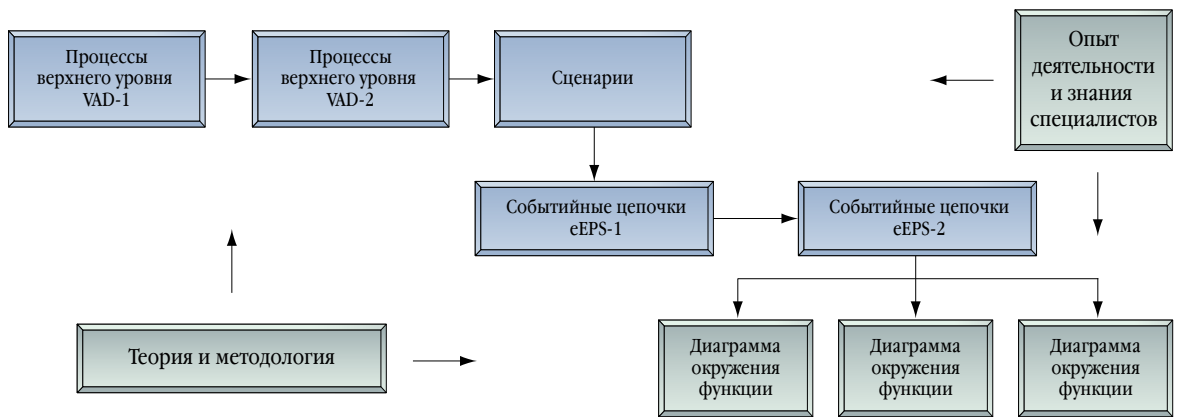 Процессы
верхнего уровня
VAD-1
Процессы
верхнего уровня
VAD-2
Сценарии
Опыт
деятельности
и знания
специалистов
Событийные цепочки
eEPS-1
Событийные цепочки
eEPS-2
Теория и методология
Диаграмма
окружения
функции
Диаграмма
окружения
функции
Диаграмма
окружения
функции